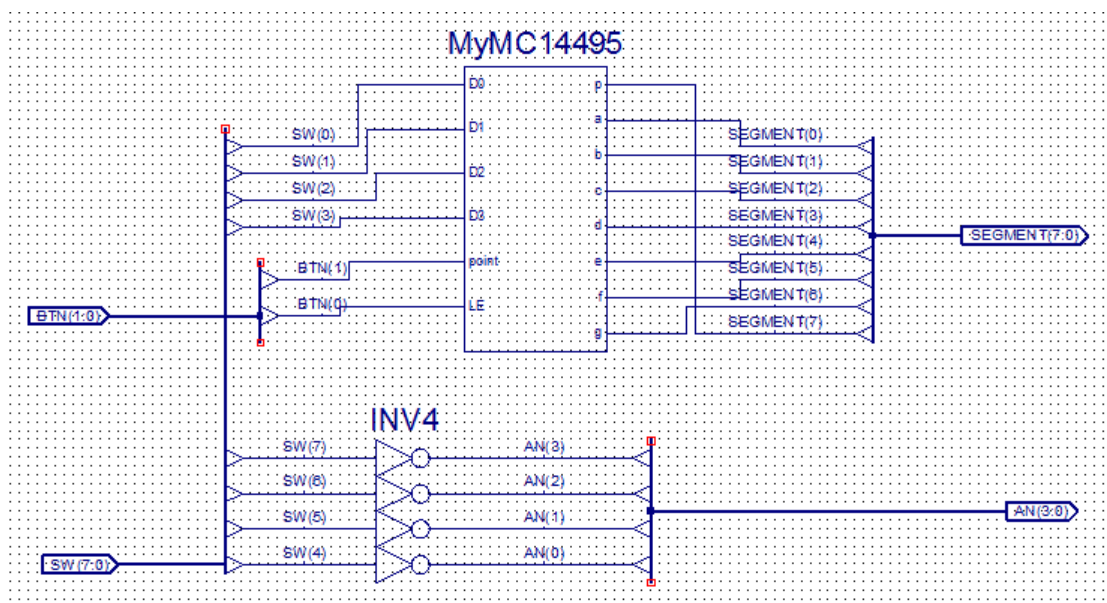 MyMC14495
D0
p
D1
a
SW(0)
SEGMENT(0)
b
SW(1)
SEGMENT(1)
D2
SW(2)
c
SEGMENT(2)
SW(3)
D3
d
SEGMENT(3)
SEGMENT(7:0)
SEGMENT(4)
BTN(1)
point
e
SEGMENT(5)
BTN(0)
LE
f
SEGMENT(6)
BTN(1:0)
SEGMENT(7)
g
INV4
SW(7)
AN(3)
SW(6)
AN(2)
SW(5)
AN(1)
AN(3:0)
SW(4)
AN(0)
SW(7:0)